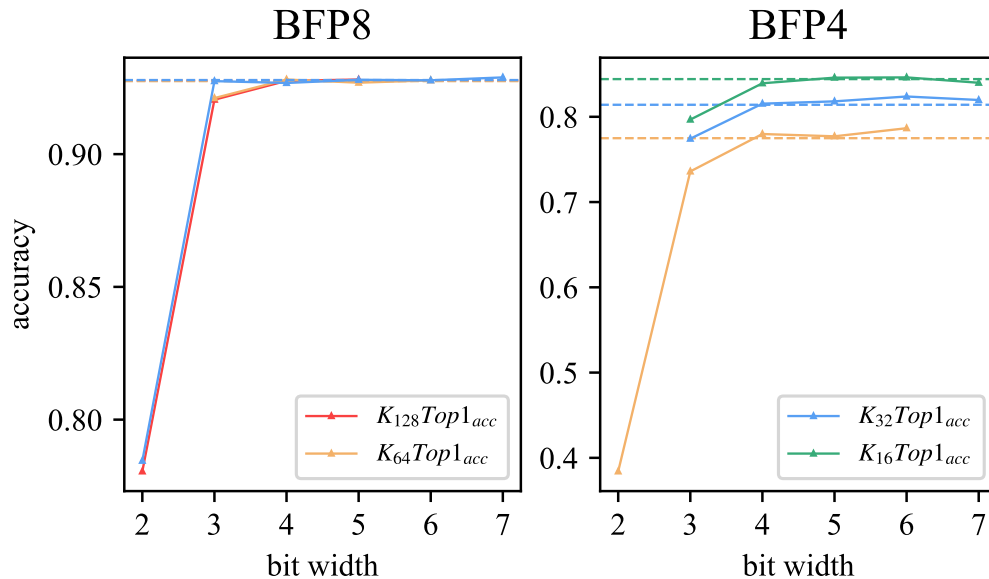 BFP8
BFP4
accuracy
0.90
0.85
0.80
0.8
0.7
0.6
0.5
0.4
K128Top1acc
K64Top1acc
K32Top1acc
K16Top1acc
2 3 4 5 6 7
2 3 4 5 6 7
bit width
bit width